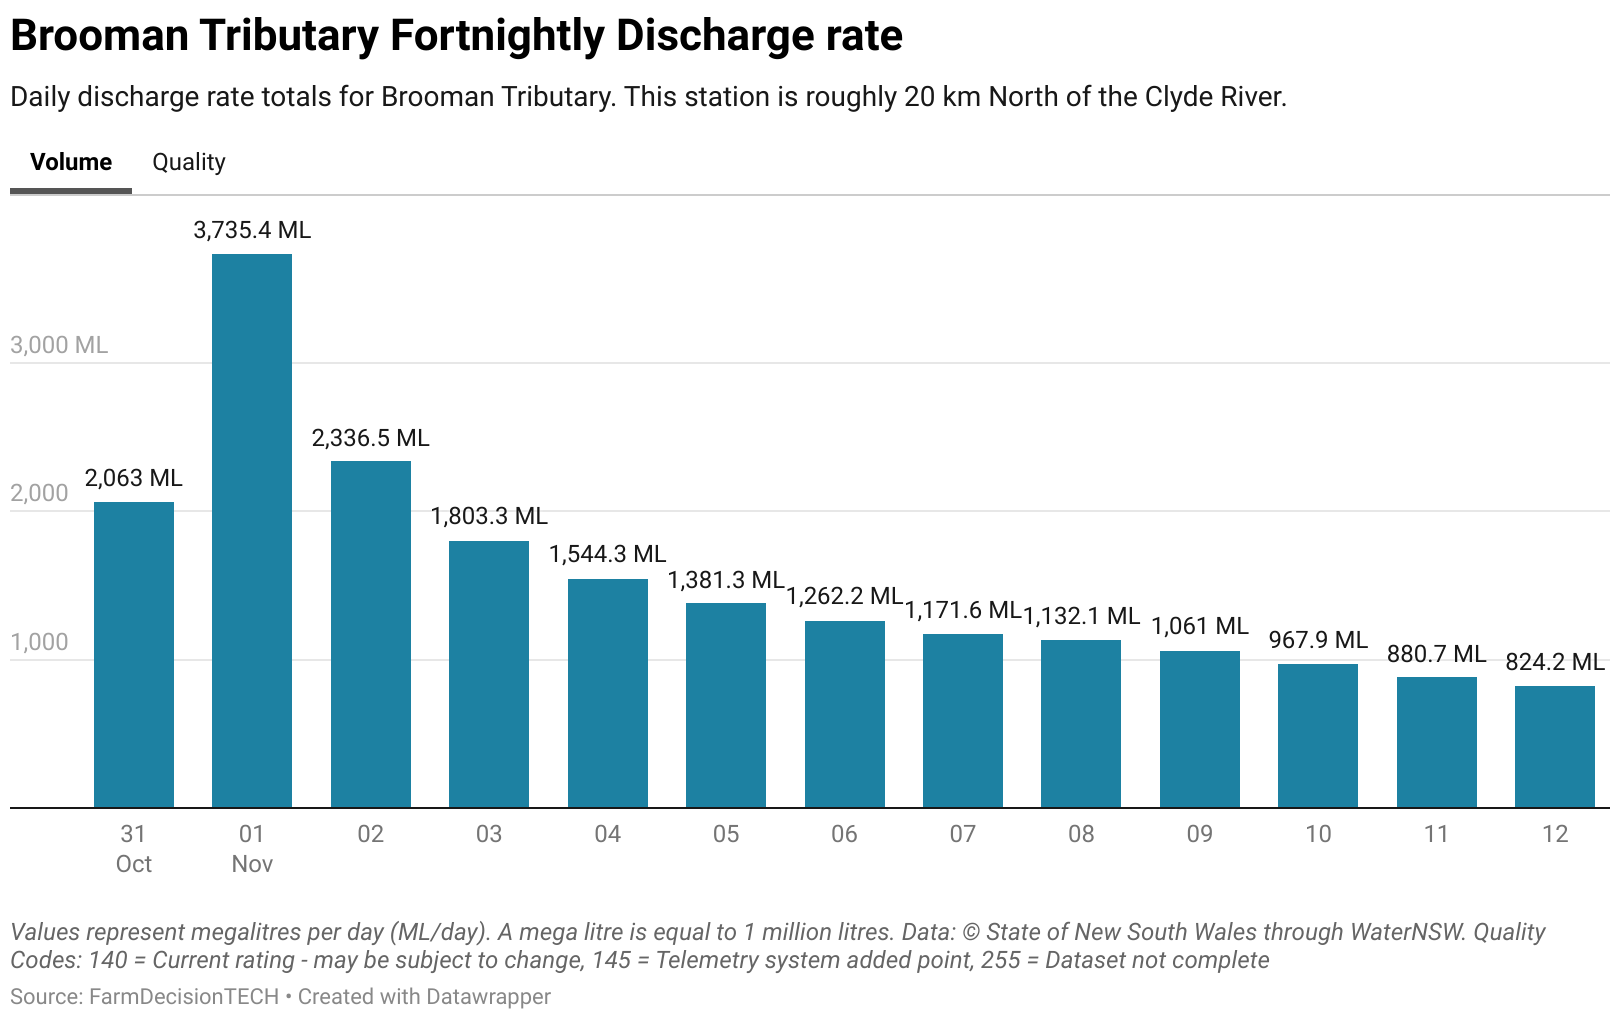 Brooman Tributary Fortnightly Discharge rate
Daily discharge rate totals for Brooman Tributary. This station is roughly 20 km North of the Clyde River.
Volume Quality
3,735.4 ML
3,000 ML
2,336.5 ML
2,063 ML
2,000
1,803.3 ML
1,544.3 ML
1,381.3 ML
1,262.2 ML
1,171.6 ML
1,132.1 ML
1,061 ML
967.9 ML
880.7 ML
824.2 ML
1,000
31 01 02 03 04 05 06 07 08 09 10 11 12
Oct Nov
Values represent megalitres per day (ML/day). A mega litre is equal to 1 million litres. Data: © State of New South Wales through WaterNSW. Quality
Codes: 140 = Current rating - may be subject to change, 145 = Telemetry system added point, 255 = Dataset not complete
Source: FarmDecisionTECH • Created with Datawrapper